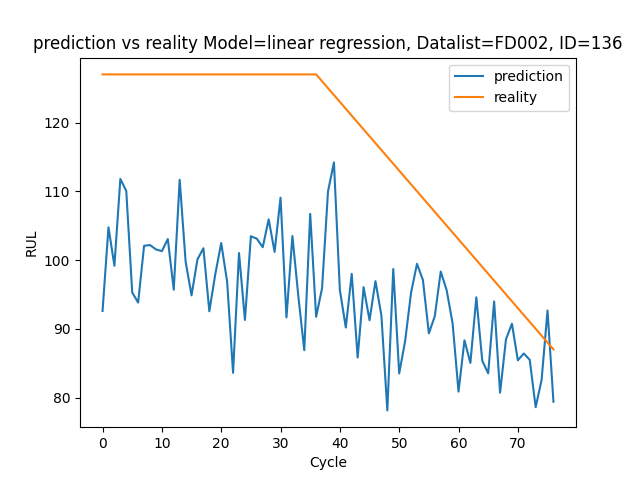 prediction vs reality Model=linear regression, Datalist=FD002, ID=136
prediction
reality
RUL
120
110
100
90
80
0 10 20 30 40 50 60 70
Cycle